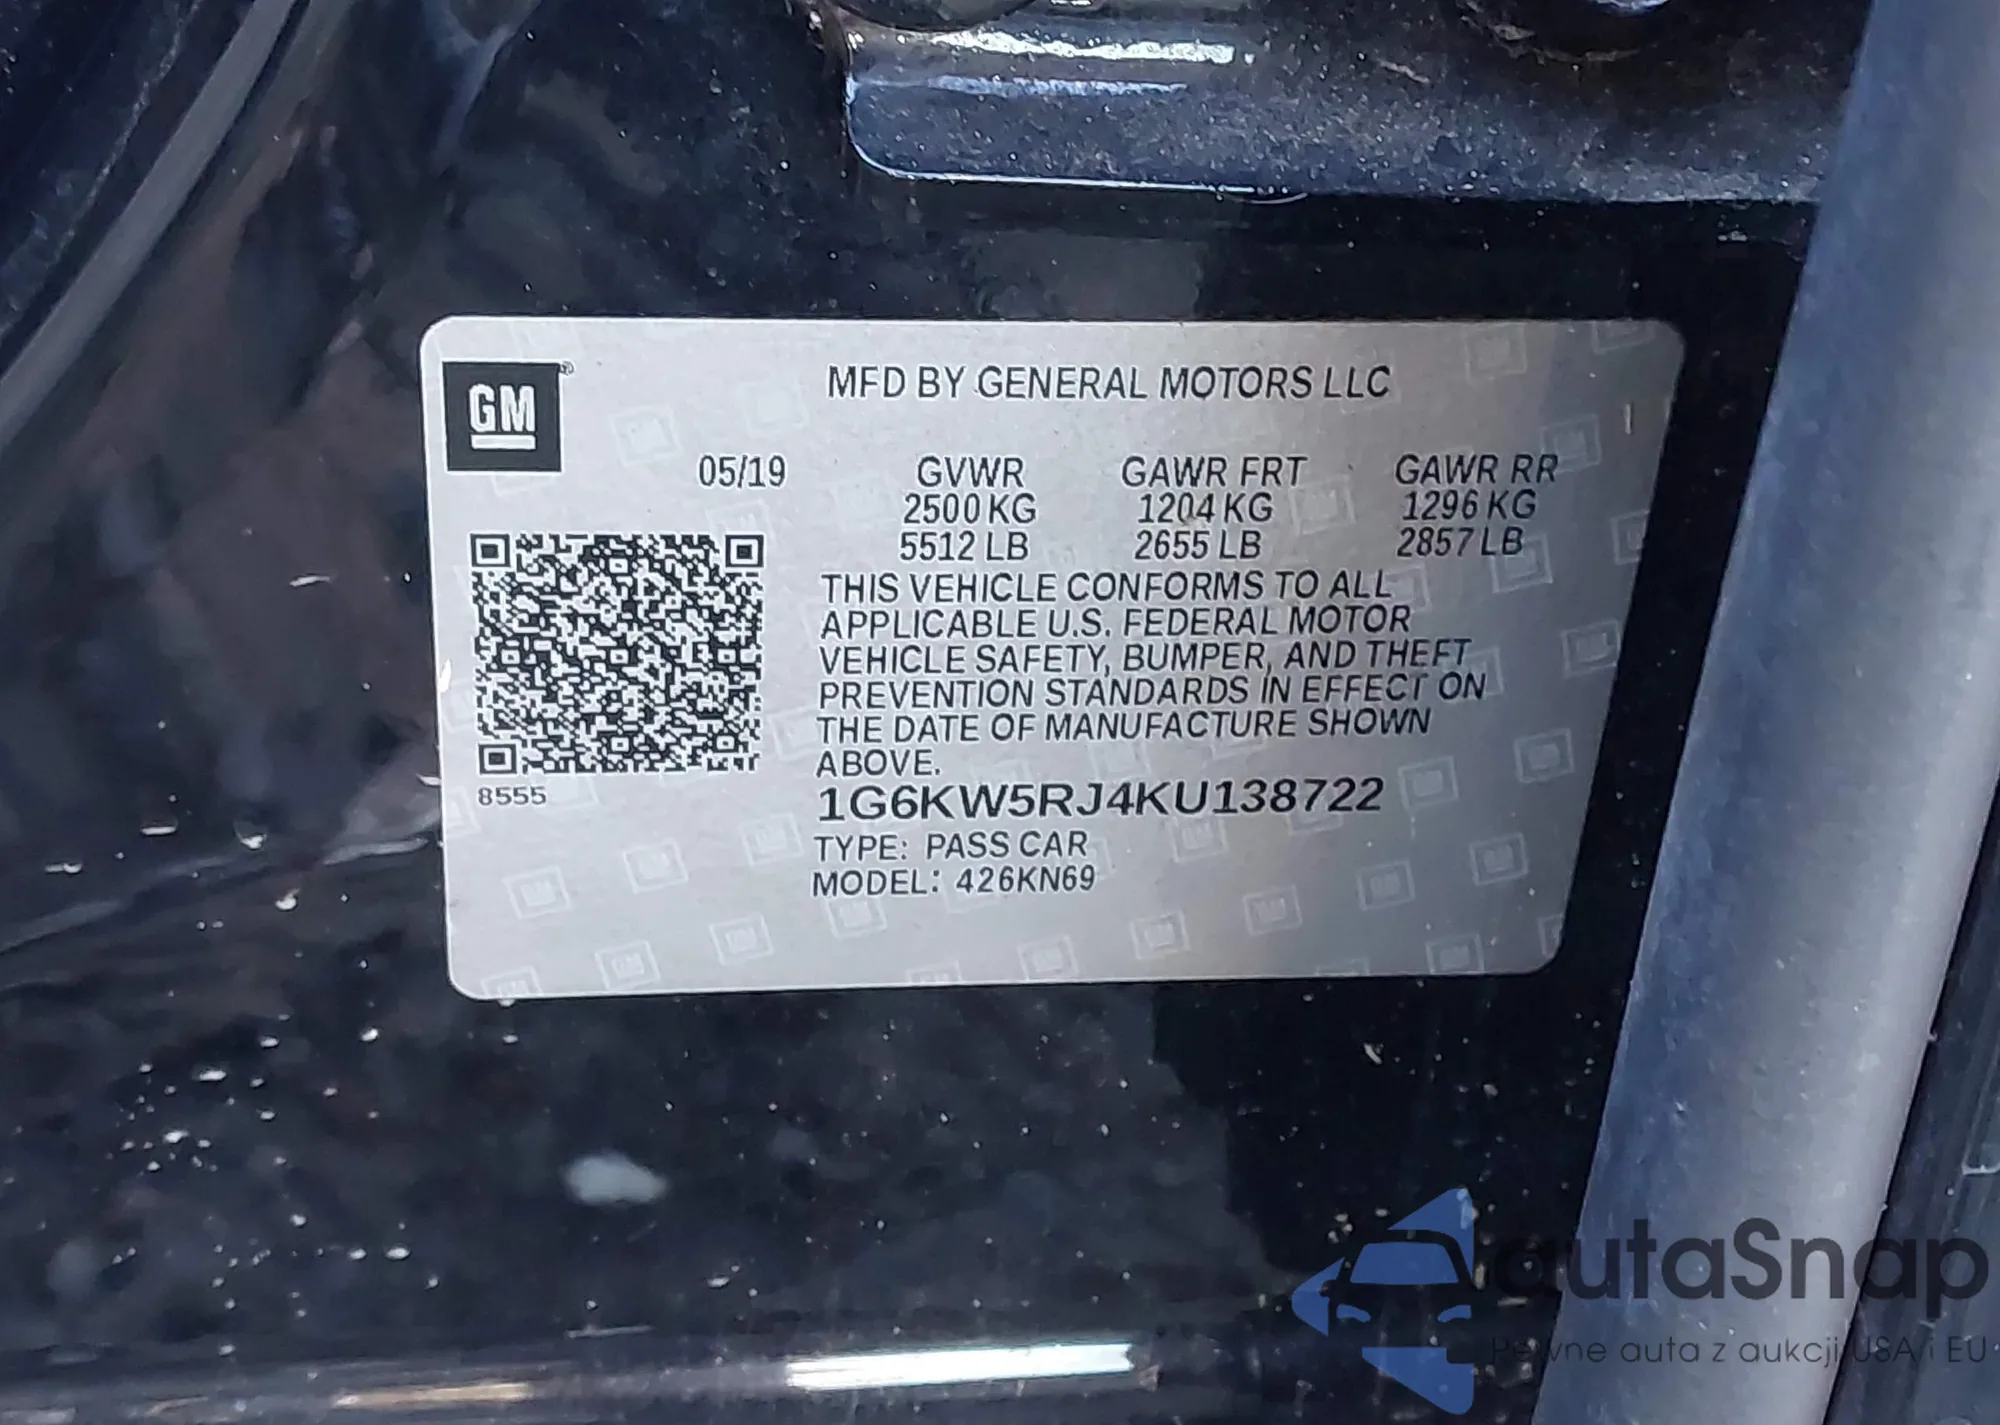 GM
MFD BY GENERAL MOTORS LLC
05/19 GVWR GAWR FRT GAWR RR
2500 KG 1204 KG 1296 KG
5512 LB 2655 LB 2857 LB
THIS VEHICLE CONFORMS TO ALL
APPLICABLE U.S. FEDERAL MOTOR
VEHICLE SAFETY, BUMPER, AND THEFT
PREVENTION STANDARDS IN EFFECT ON
THE DATE OF MANUFACTURE SHOWN
ABOVE.
8555
1G6KW5RJ4KU138722
TYPE: PASS CAR
MODEL: 426KN69
autaSnap
Pewne auta z aukcji USA i EU